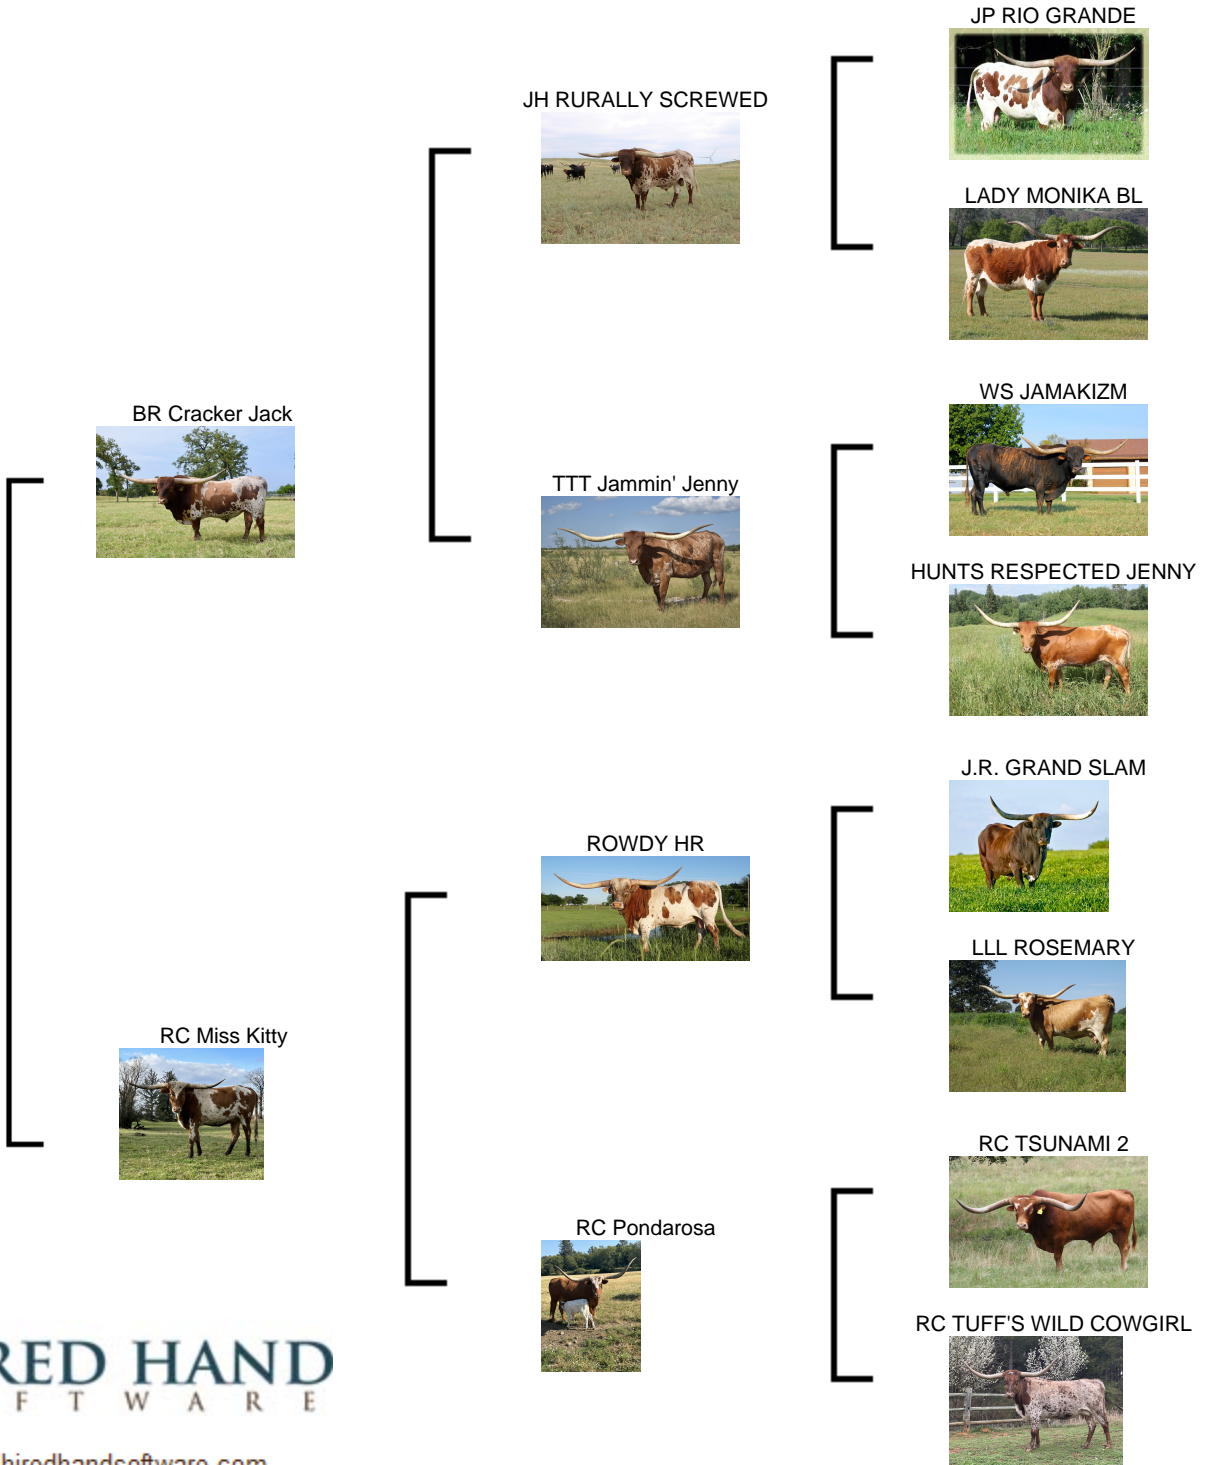 JP RIO GRANDE
JH RURALLY SCREWED
LADY MONIKA BL
WS JAMAKIZM
BR Cracker Jack
TTT Jammin' Jenny
HUNTS RESPECTED JENNY
J.R. GRAND SLAM
ROWDY HR
LLL ROSEMARY
RC Miss Kitty
RC TSUNAMI 2
RC Pondarosa
RC TUFF'S WILD COWGIRL
RED HAND
F T W A R E
hiredhandsoftware.com